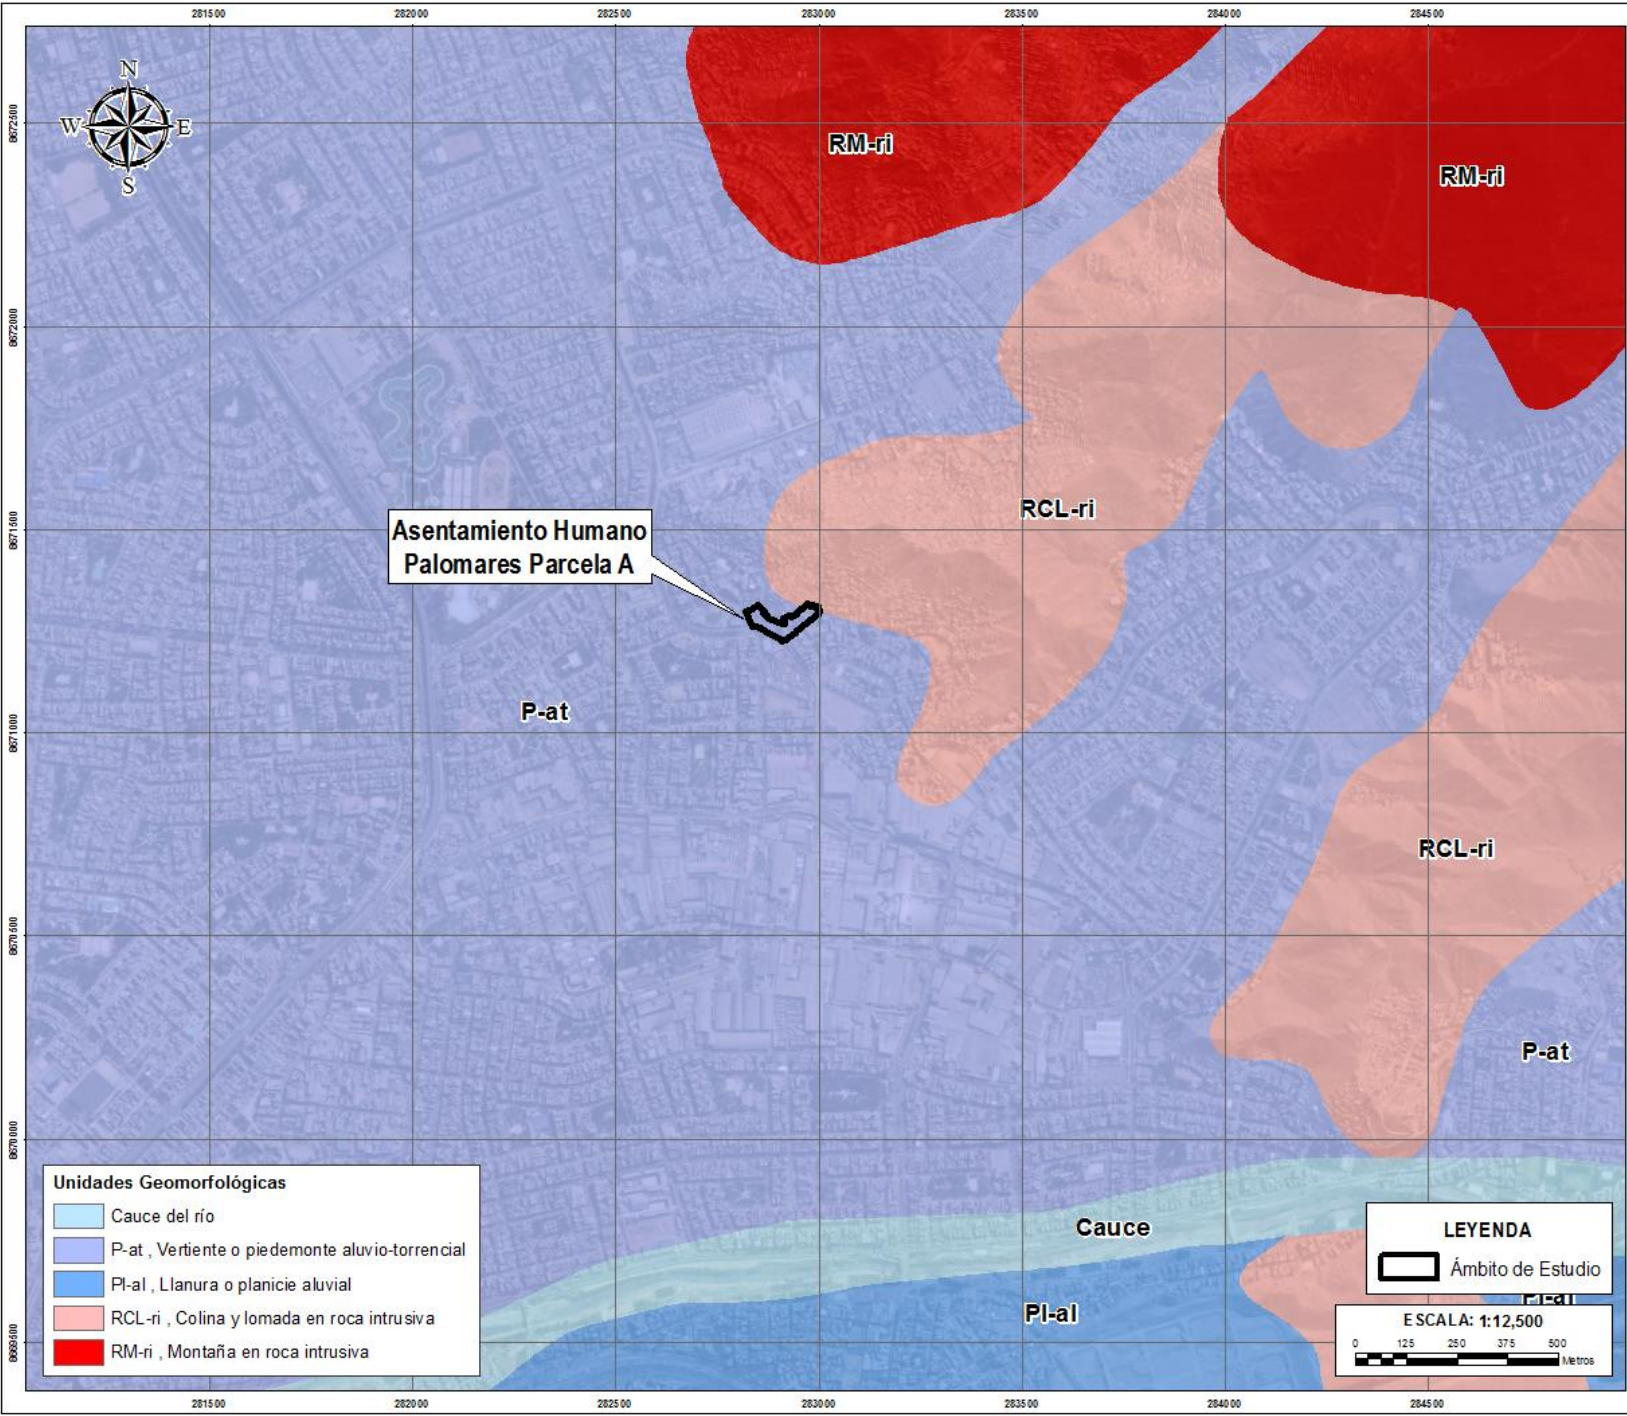 281500 282000 282500 283000 283500 284000 284500
N
W E
S
8672500
8672000
8671500
8671000
8670500
8670000
8669500
RM-ri
RM-ri
RCL-ri
Asentamiento Humano
Palomares Parcela A
P-at
RCL-ri
P-at
Cauce
Pl-al
Pl-al
Unidades Geomorfológicas
Cauce del río
P-at , Vertiente o piedemonte aluvio-torrencial
Pl-al , Llanura o planicie aluvial
RCL-ri , Colina y lomada en roca intrusiva
RM-ri , Montaña en roca intrusiva
LEYENDA
Ámbito de Estudio
ESCALA: 1:12,500
0 125 250 375 500
Metros
281500 282000 282500 283000 283500 284000 284500